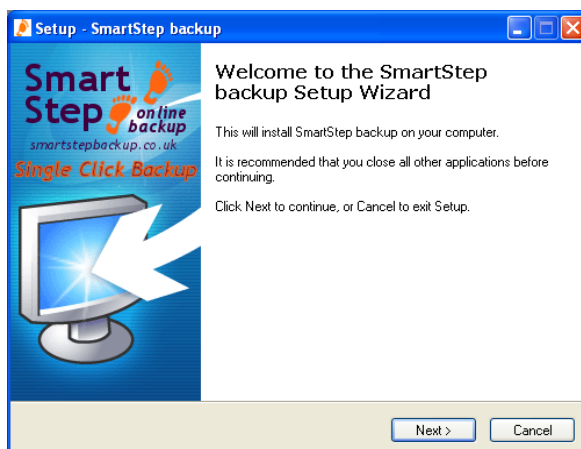 Setup - SmartStep backup
Smart
Step
online
backup
smartstepbackup.co.uk
Single Click Backup
Welcome to the SmartStep
backup Setup Wizard
This will install SmartStep backup on your computer.
It is recommended that you close all other applications before
continuing.
Click Next to continue, or Cancel to exit Setup.
Next >
Cancel